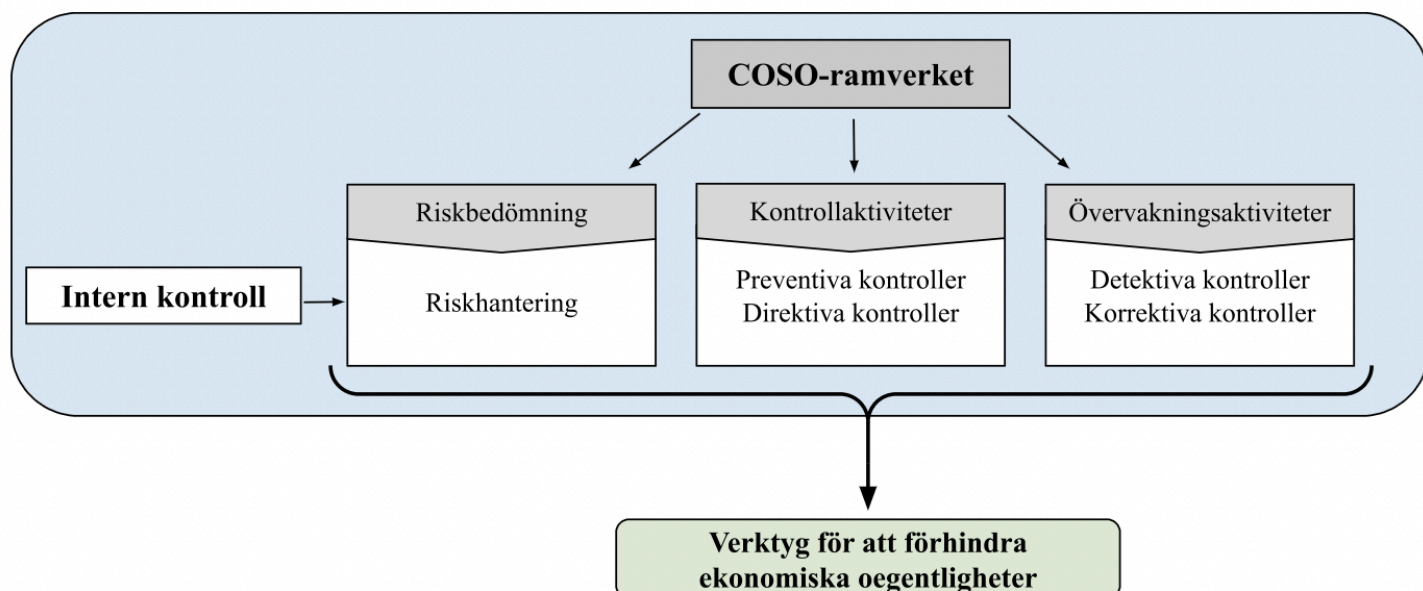 COSO-ramverket
Riskbedömning
Kontrollaktiviteter
Övervakningsaktiviteter
Intern kontroll
Riskhantering
Preventiva kontroller
Direktiva kontroller
Detektiva kontroller
Korrektiva kontroller
Verktyg för att förhindra
ekonomiska oegentligheter